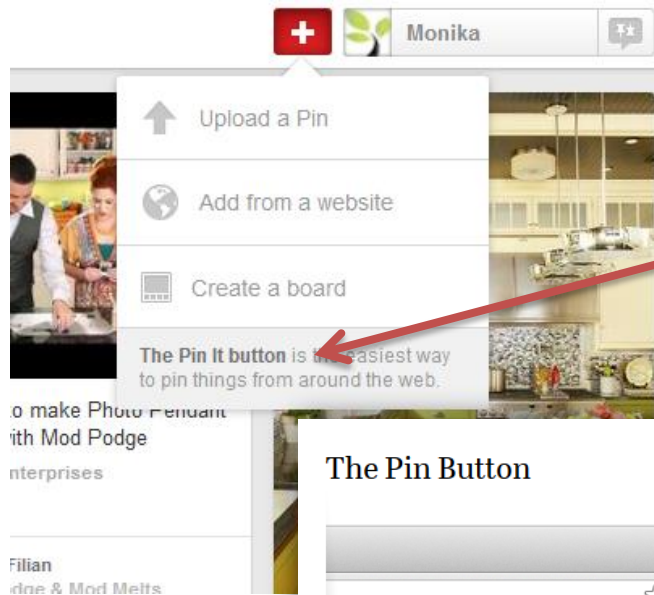 Monika
Upload a Pin
Add from a website
Create a board
The Pin It button is the easiest way
to pin things from around the web.
o make Photo Pendant
ith Mod Podge
nterprises
The Pin Button
Filian
dge & Mod Melts